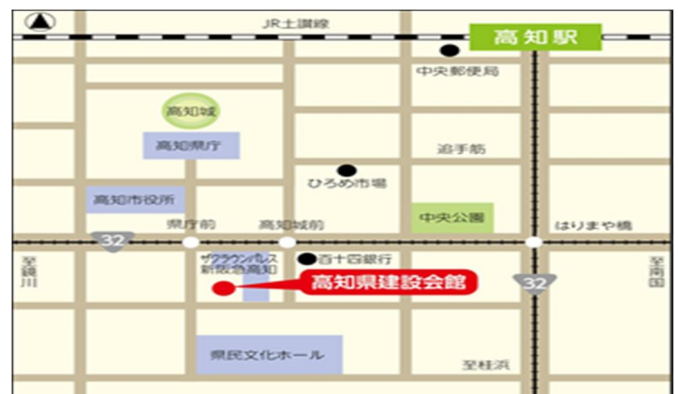 JR土讃線
高知駅
中央郵便局
高知城
高知県庁
追手筋
ひろめ市場
高知市役所
中央公園
県庁前
高知城前
はりまや橋
32
至鏡川
ザクラウンパレス
新阪急高知
百十四銀行
至南国
高知県建設会館
32
県民文化ホール
至桂浜